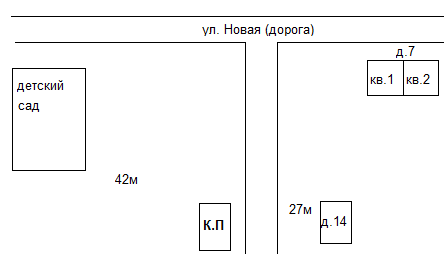 ул. Новая (дорога)
д.7
кв.1 кв.2
детский
сад
42м
К.П
27м
д.14